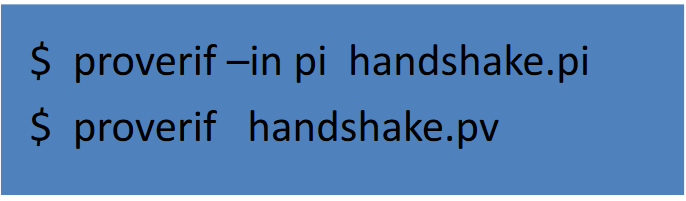 $ proverif –in pi handshake.pi
$ proverif handshake.pv